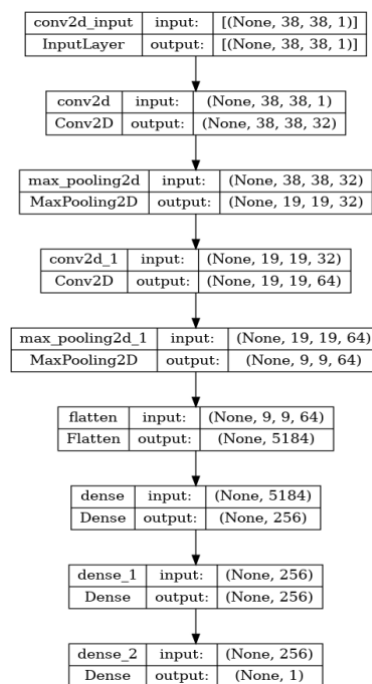 conv2d_input input: [(None, 38, 38, 1)]
InputLayer output: [(None, 38, 38, 1)]
conv2d input: (None, 38, 38, 1)
Conv2D output: (None, 38, 38, 32)
max_pooling2d input: (None, 38, 38, 32)
MaxPooling2D output: (None, 19, 19, 32)
conv2d_1 input: (None, 19, 19, 32)
Conv2D output: (None, 19, 19, 64)
max_pooling2d_1 input: (None, 19, 19, 64)
MaxPooling2D output: (None, 9, 9, 64)
flatten input: (None, 9, 9, 64)
Flatten output: (None, 5184)
dense input: (None, 5184)
Dense output: (None, 256)
dense_1 input: (None, 256)
Dense output: (None, 256)
dense_2 input: (None, 256)
Dense output: (None, 1)